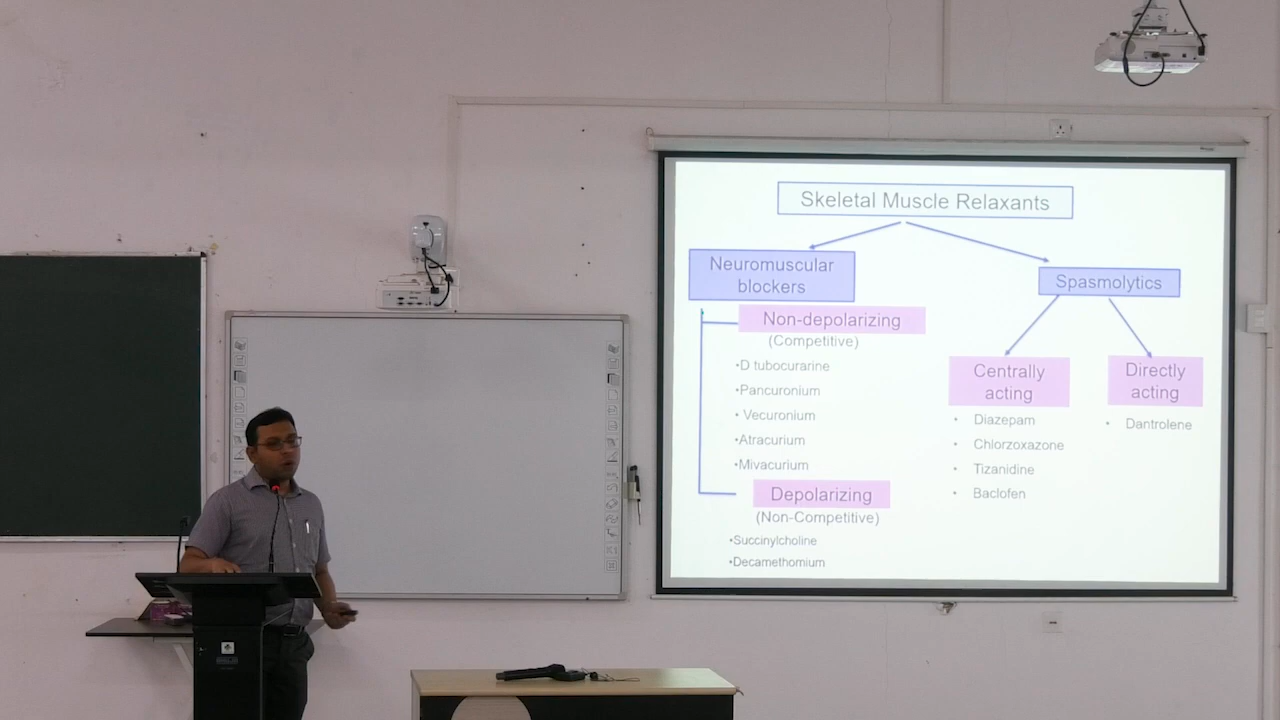 Skeletal Muscle Relaxants
Neuromuscular
blockers
Non-depolarizing
(Competitive)
•D tubocurarine
•Pancuronium
• Vecuronium
•Atracurium
•Mivacurium
Depolarizing
(Non-Competitive)
•Succinylcholine
•Decamethomium
Spasmolytics
Centrally
acting
• Diazepam
• Chlorzoxazone
• Tizanidine
• Baclofen
Directly
acting
• Dantrolene